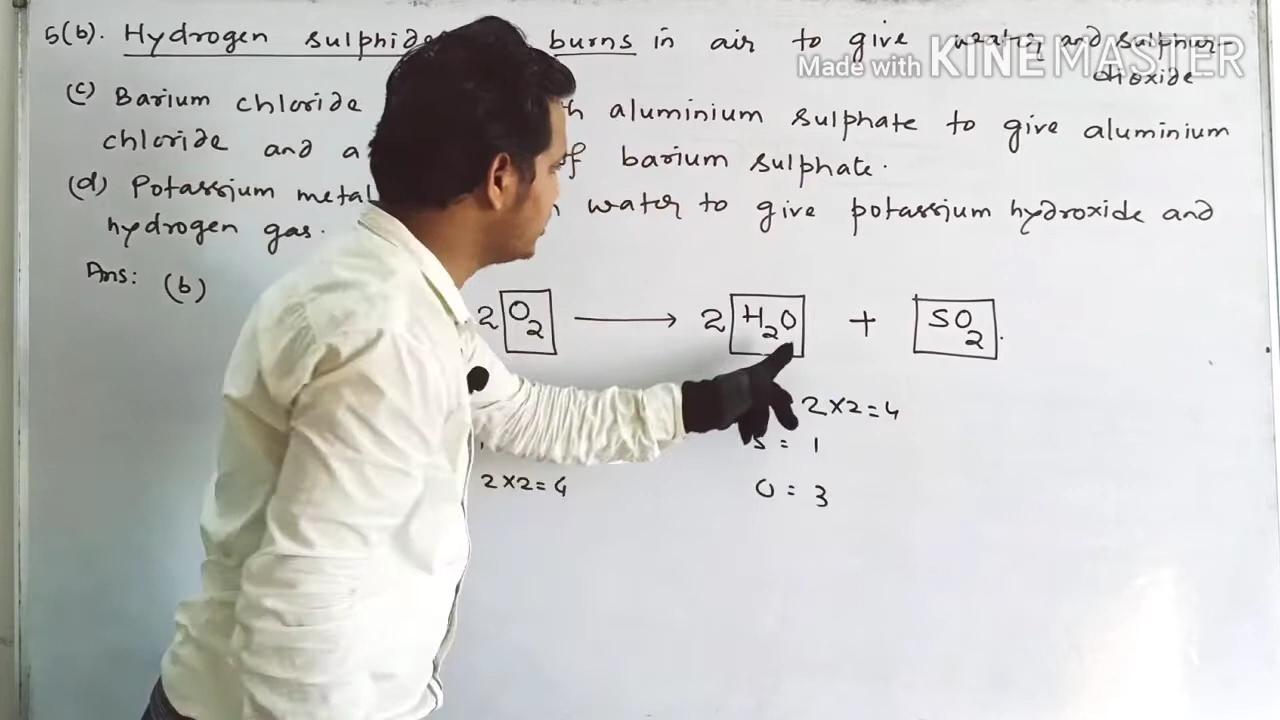 5(b). Hydrogen sulphide burns in air to give water and sulphur
dioxide
Made with KINEMASTER
(c) Barium chloride aluminium sulphate to give aluminium
chloride and a of barium sulphate.
(d) Potassium metal water to give potassium hydroxide and
hydrogen gas.
Ans: (b)
2 O2 → 2 H2O + SO2.
2×2=4
S = 1
2×2=4
O = 3